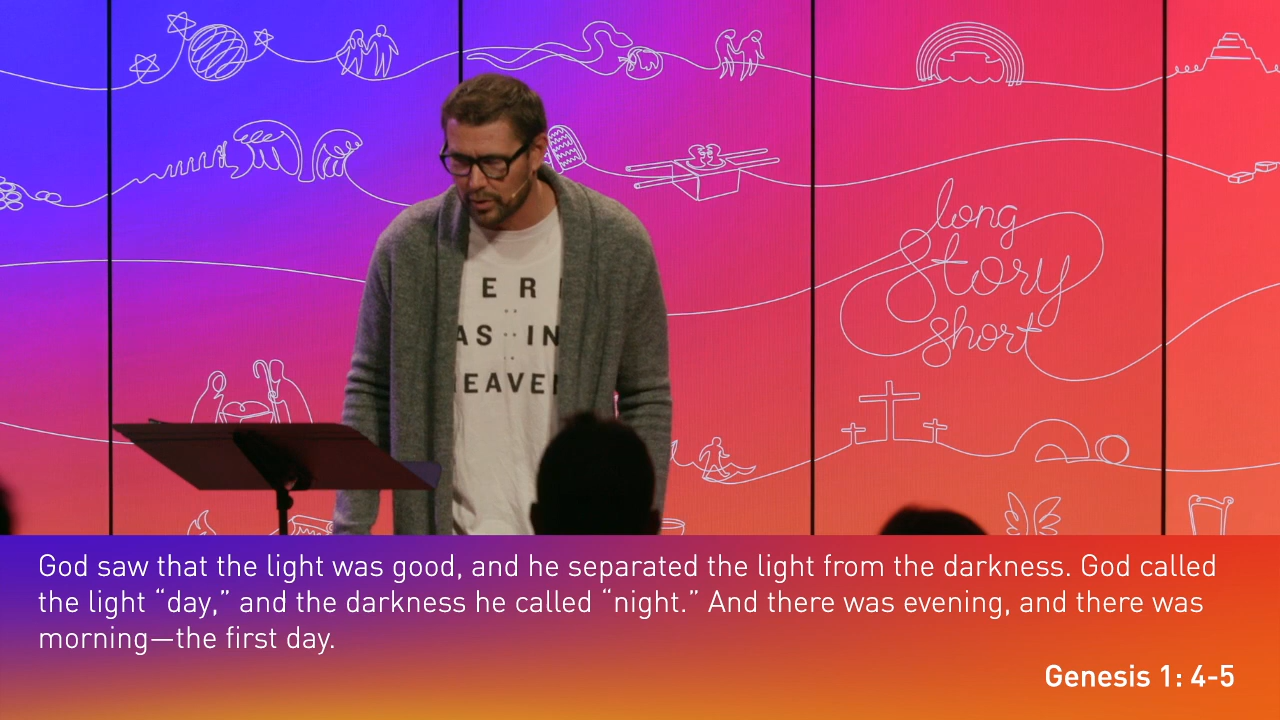 long
Story
short
ER
AS IN
EAVE
God saw that the light was good, and he separated the light from the darkness. God called
the light “day,” and the darkness he called “night.” And there was evening, and there was
morning—the first day.
Genesis 1: 4-5